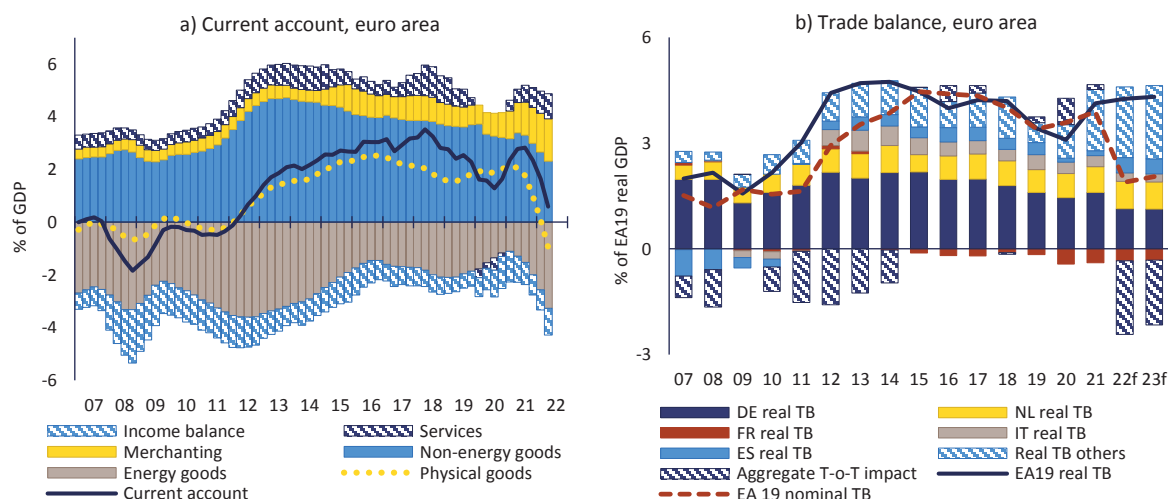 a) Current account, euro area
% of GDP
6
4
2
0
-2
-4
-6
07 08 09 10 11 12 13 14 15 16 17 18 19 20 21 22
Income balance
Services
Merchanting
Non-energy goods
Energy goods
Physical goods
Current account
b) Trade balance, euro area
% of EA19 real GDP
6
3
0
-3
07 08 09 10 11 12 13 14 15 16 17 18 19 20 21 22f 23f
DE real TB
NL real TB
FR real TB
IT real TB
ES real TB
Real TB others
Aggregate T-o-T impact
EA19 real TB
EA 19 nominal TB